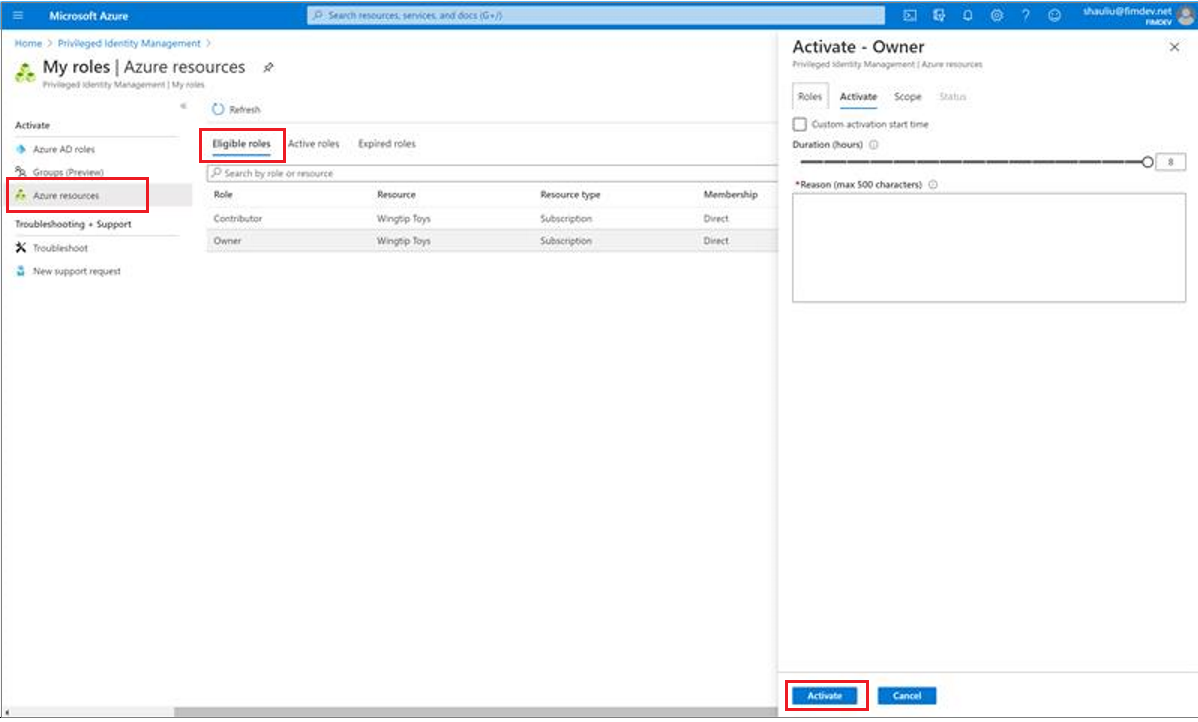 Microsoft Azure
Search resources, services, and docs (G+/)
shauliu@fimdev.net
FIMDEV
Home > Privileged Identity Management >
My roles | Azure resources
Privileged Identity Management | My roles
«
Activate
Azure AD roles
Groups (Preview)
Azure resources
Troubleshooting + Support
Troubleshoot
New support request
Refresh
Eligible roles Active roles Expired roles
Search by role or resource
Role Resource Resource type Membership
Contributor Wingtip Toys Subscription Direct
Owner Wingtip Toys Subscription Direct
Activate - Owner
Privileged Identity Management | Azure resources
Roles Activate Scope Status
Custom activation start time
Duration (hours)
8
*Reason (max 500 characters)
Activate Cancel